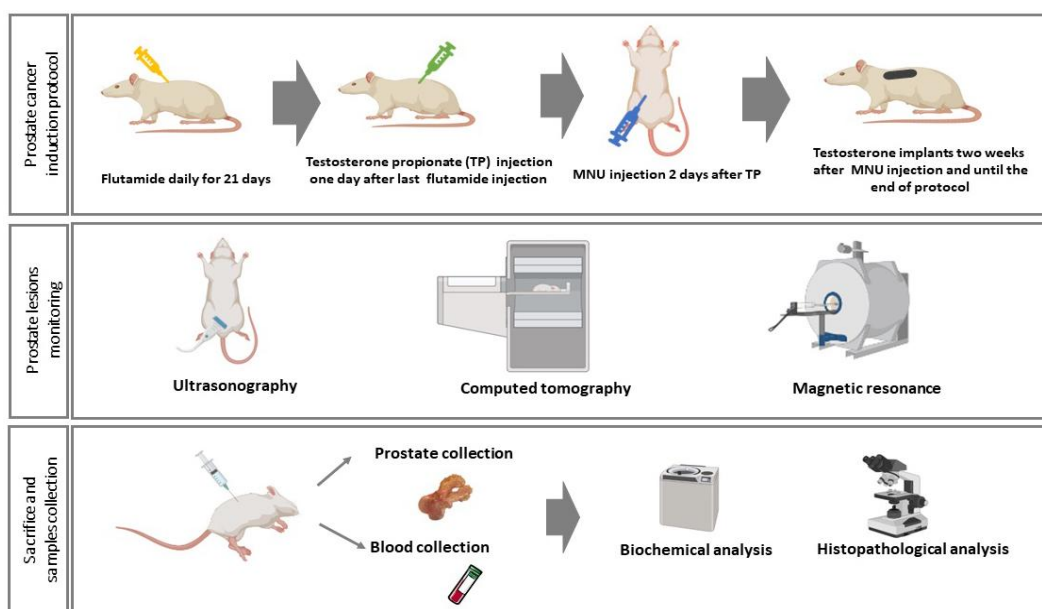 Prostate cancer
induction protocol
Flutamide daily for 21 days
Testosterone propionate (TP) injection
one day after last flutamide injection
MNU injection 2 days after TP
Testosterone implants two weeks
after MNU injection and until the
end of protocol
Prostate lesions
monitoring
Ultrasonography
Computed tomography
Magnetic resonance
Sacrifice and
samples collection
Prostate collection
Blood collection
Biochemical analysis
Histopathological analysis